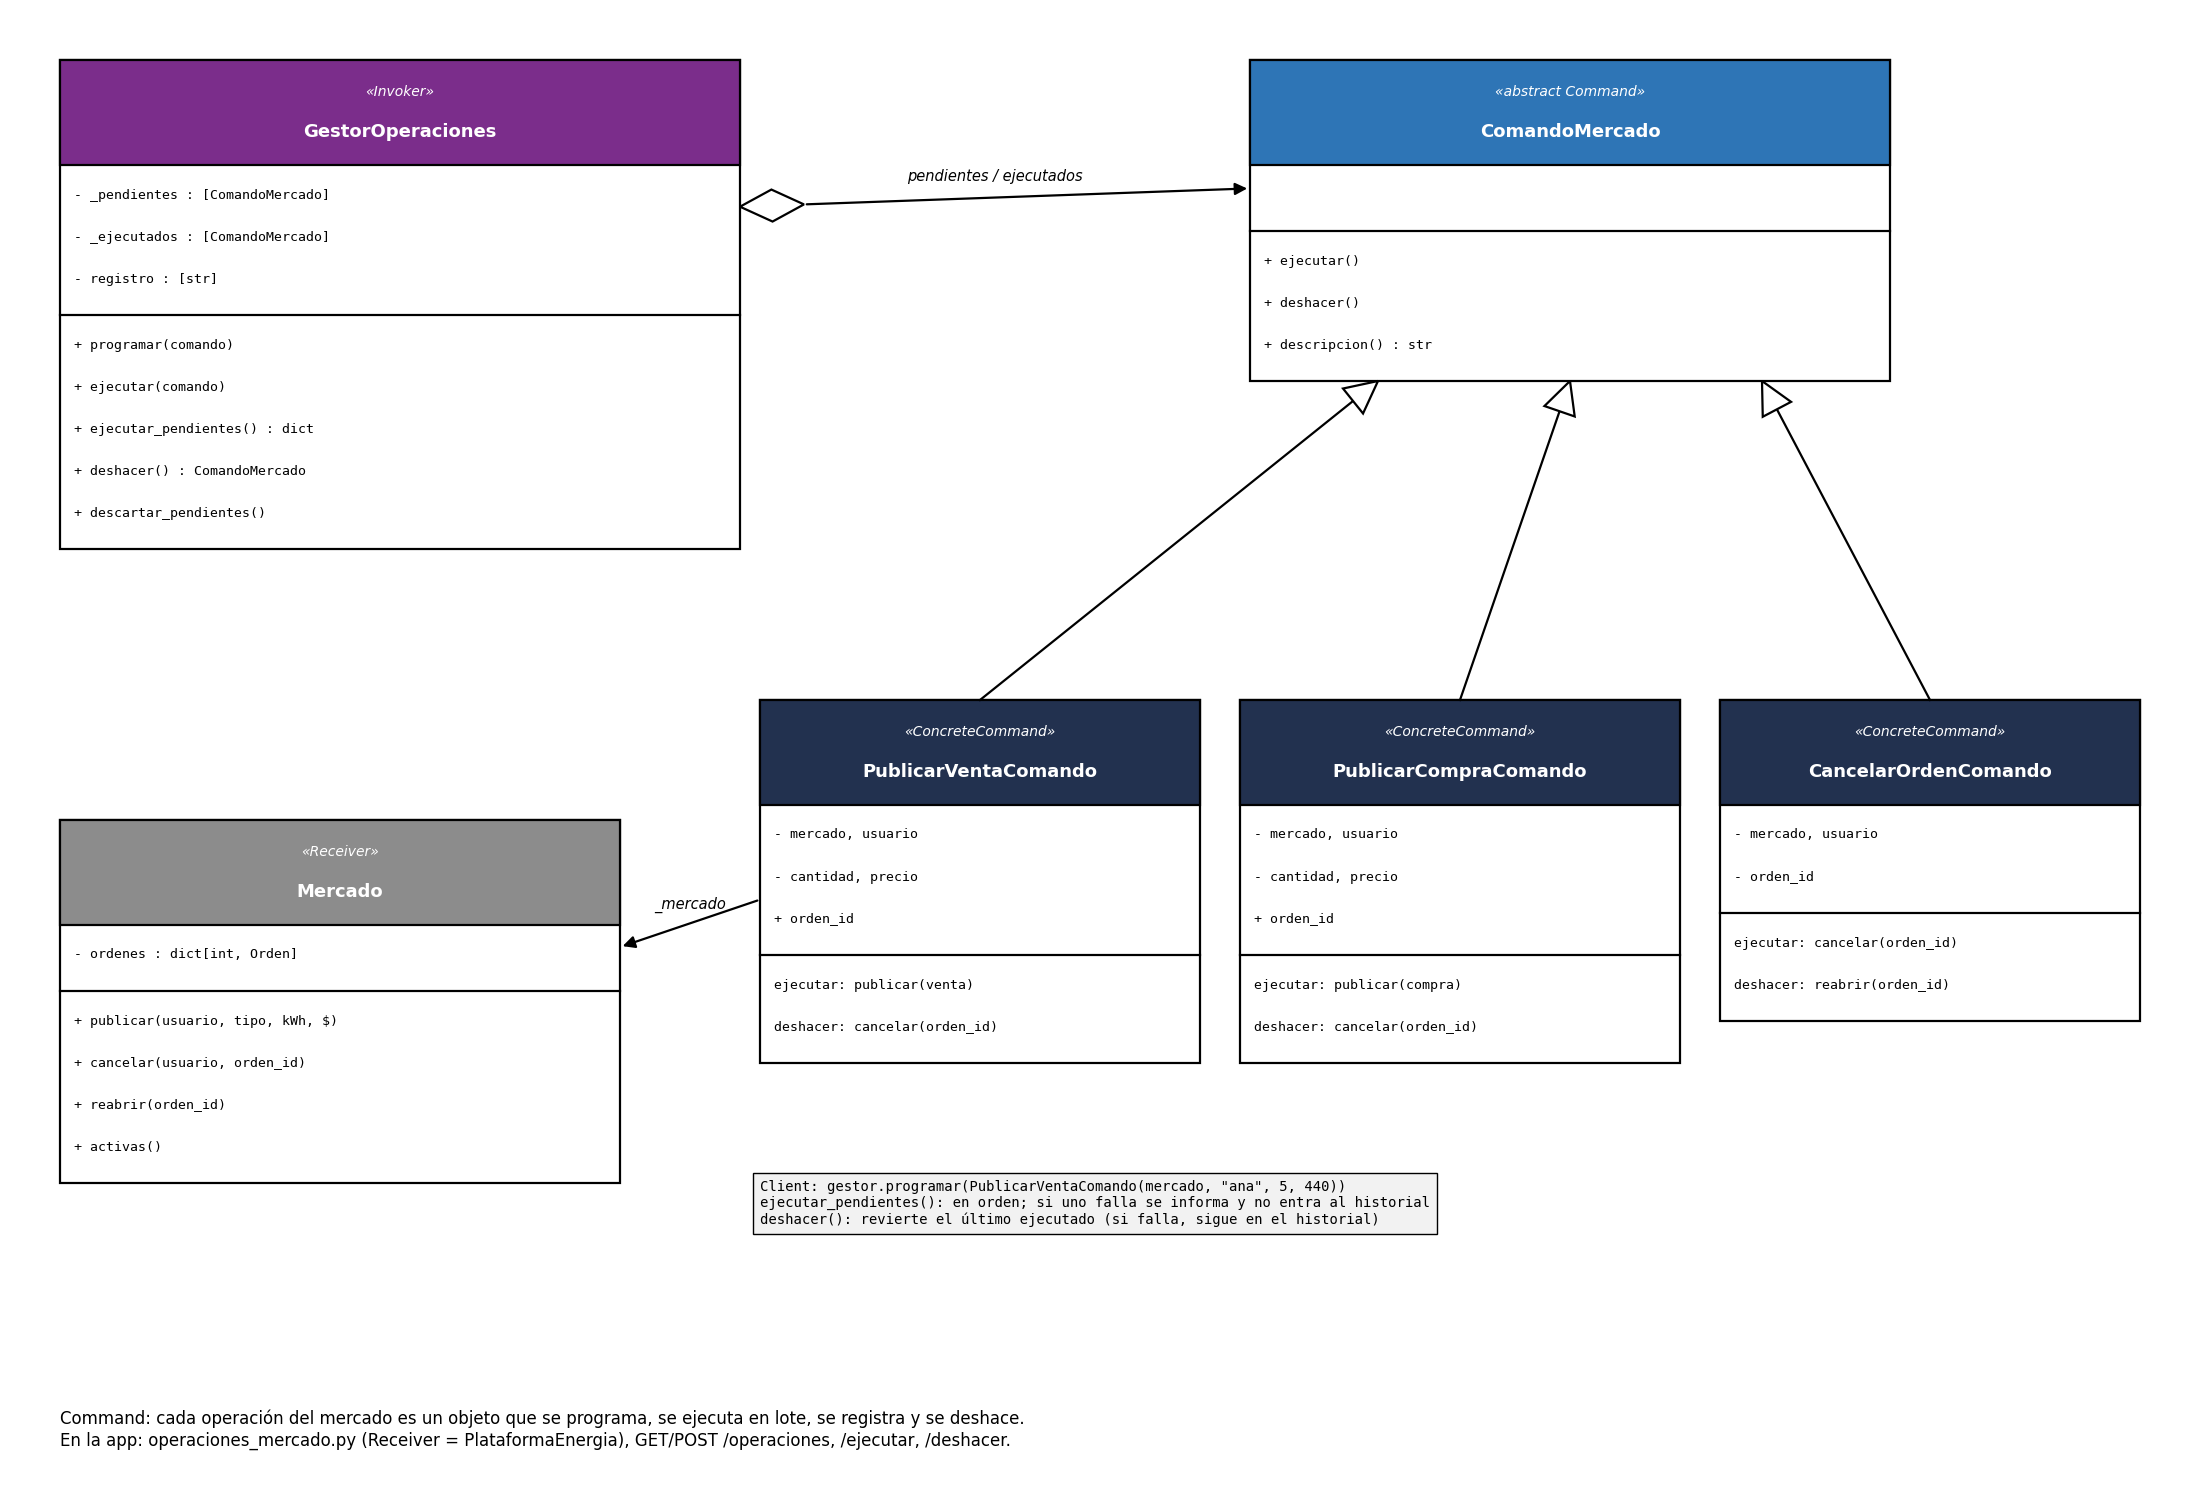 «Invoker»
GestorOperaciones
- _pendientes : [ComandoMercado]
- _ejecutados : [ComandoMercado]
- registro : [str]
+ programar(comando)
+ ejecutar(comando)
+ ejecutar_pendientes() : dict
+ deshacer() : ComandoMercado
+ descartar_pendientes()
pendientes / ejecutados
«abstract Command»
ComandoMercado
+ ejecutar()
+ deshacer()
+ descripcion() : str
«Receiver»
Mercado
- ordenes : dict[int, Orden]
+ publicar(usuario, tipo, kWh, $)
+ cancelar(usuario, orden_id)
+ reabrir(orden_id)
+ activas()
_mercado
«ConcreteCommand»
PublicarVentaComando
- mercado, usuario
- cantidad, precio
+ orden_id
ejecutar: publicar(venta)
deshacer: cancelar(orden_id)
«ConcreteCommand»
PublicarCompraComando
- mercado, usuario
- cantidad, precio
+ orden_id
ejecutar: publicar(compra)
deshacer: cancelar(orden_id)
«ConcreteCommand»
CancelarOrdenComando
- mercado, usuario
- orden_id
ejecutar: cancelar(orden_id)
deshacer: reabrir(orden_id)
Client: gestor.programar(PublicarVentaComando(mercado, "ana", 5, 440))
ejecutar_pendientes(): en orden; si uno falla se informa y no entra al historial
deshacer(): revierte el último ejecutado (si falla, sigue en el historial)
Command: cada operación del mercado es un objeto que se programa, se ejecuta en lote, se registra y se deshace.
En la app: operaciones_mercado.py (Receiver = PlataformaEnergia), GET/POST /operaciones, /ejecutar, /deshacer.